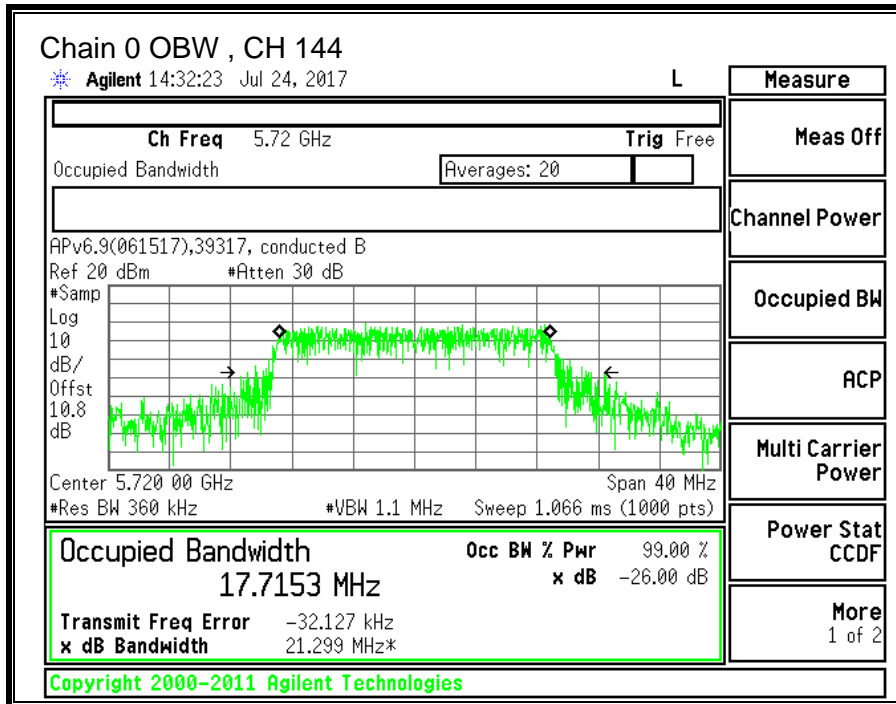 Chain 0 OBW , CH 144
Agilent 14:32:23 Jul 24, 2017 L
Measure
Ch Freq 5.72 GHz Trig Free
Occupied Bandwidth Averages: 20
APv6.9(061517),39317, conducted B
Ref 20 dBm #Atten 30 dB
#Samp
Log
10
dB/
Offst
10.8
dB
Center 5.720 00 GHz Span 40 MHz
#Res BW 360 kHz #VBW 1.1 MHz Sweep 1.066 ms (1000 pts)
Occupied Bandwidth Occ BW % Pwr 99.00 %
17.7153 MHz x dB -26.00 dB
Transmit Freq Error -32.127 kHz
x dB Bandwidth 21.299 MHz*
Copyright 2000-2011 Agilent Technologies
Meas Off
Channel Power
Occupied BW
ACP
Multi Carrier
Power
Power Stat
CCDF
More
1 of 2